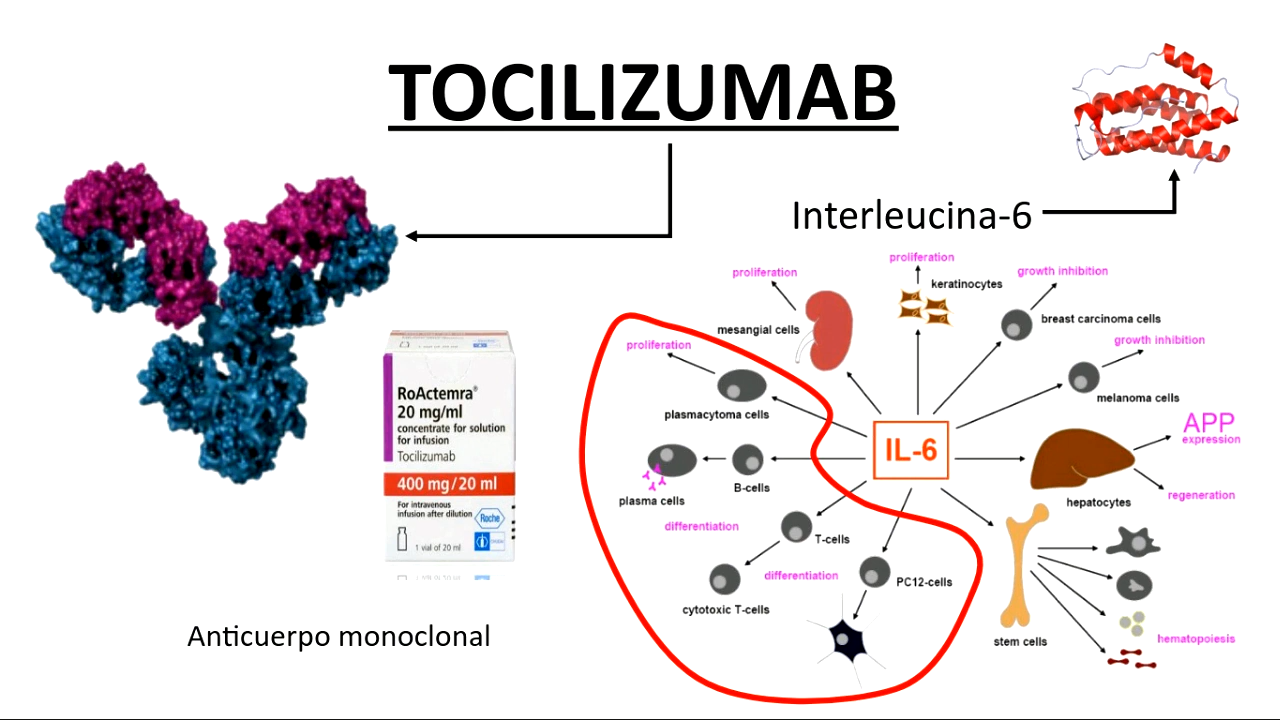 TOCILIZUMAB
Interleucina-6
proliferation
keratinocytes
proliferation
mesangial cells
growth inhibition
breast carcinoma cells
growth inhibition
melanoma cells
proliferation
plasmacytoma cells
IL-6
APP
expression
regeneration
hepatocytes
B-cells
plasma cells
differentiation
T-cells
differentiation
cytotoxic T-cells
PC12-cells
stem cells
hematopoiesis
RoActemra®
20 mg/ml
concentrate for solution
for infusion
Tocilizumab
400 mg/20 ml
For intravenous
infusion after dilution
Roche
1 vial of 20 ml
Anticuerpo monoclonal